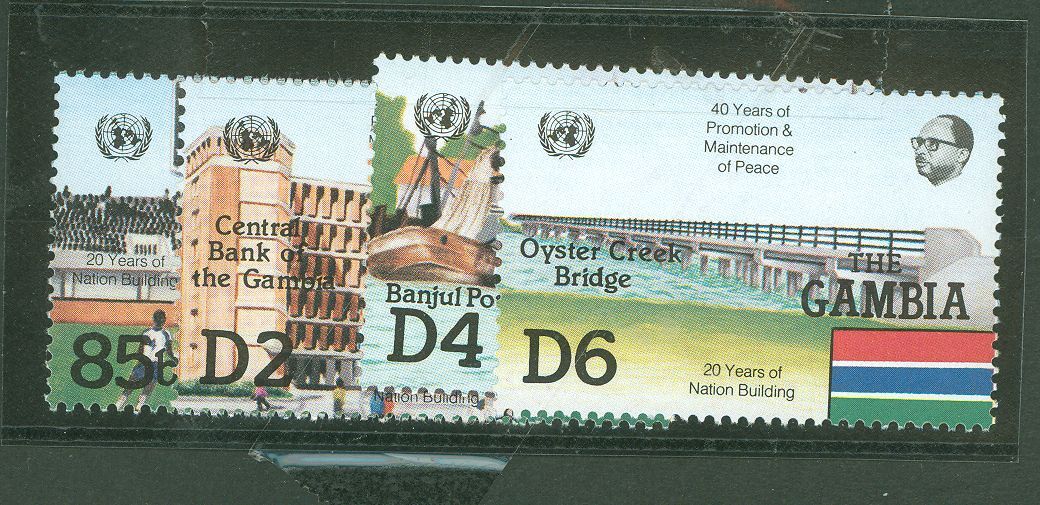 20 Years of
Nation Building
85t
Central
Bank of
the Gambia
D2
Banjul Po
D4
Nation Building
40 Years of
Promotion &
Maintenance
of Peace
Oyster Creek
Bridge
THE
GAMBIA
D6
20 Years of
Nation Building